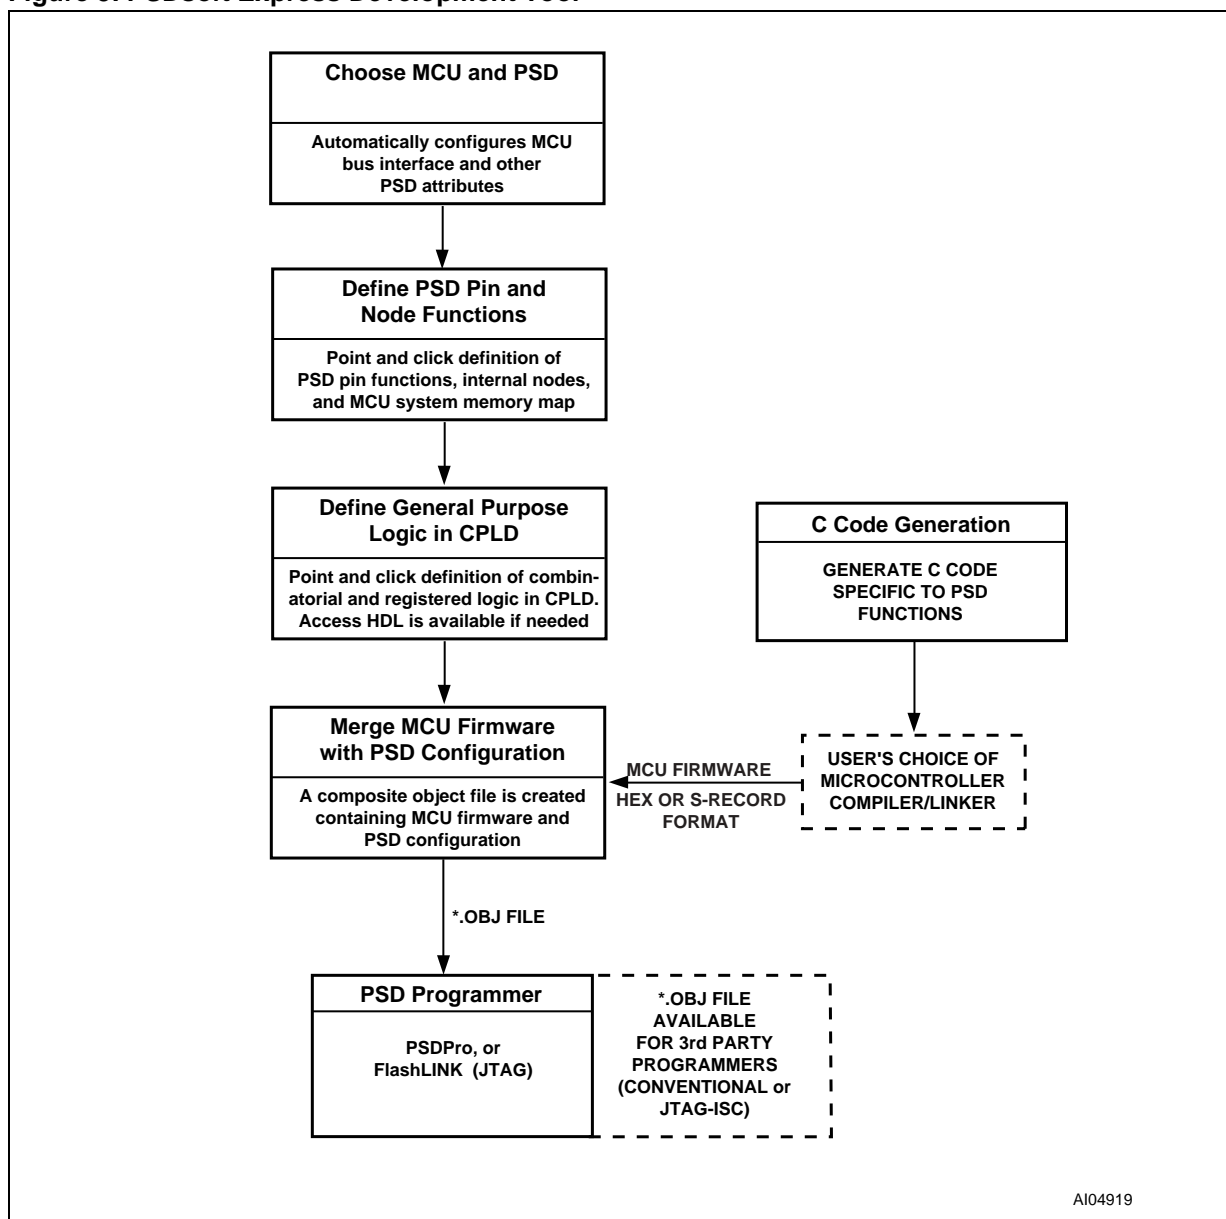 Choose MCU and PSD
Automatically configures MCU
bus interface and other
PSD attributes
Define PSD Pin and
Node Functions
Point and click definition of
PSD pin functions, internal nodes,
and MCU system memory map
Define General Purpose
Logic in CPLD
Point and click definition of combin-
atorial and registered logic in CPLD.
Access HDL is available if needed
C Code Generation
GENERATE C CODE
SPECIFIC TO PSD
FUNCTIONS
Merge MCU Firmware
with PSD Configuration
A composite object file is created
containing MCU firmware and
PSD configuration
MCU FIRMWARE
HEX OR S-RECORD
FORMAT
USER'S CHOICE OF
MICROCONTROLLER
COMPILER/LINKER
*.OBJ FILE
PSD Programmer
PSDPro, or
FlashLINK (JTAG)
*.OBJ FILE
AVAILABLE
FOR 3rd PARTY
PROGRAMMERS
(CONVENTIONAL or
JTAG-ISC)
AI04919